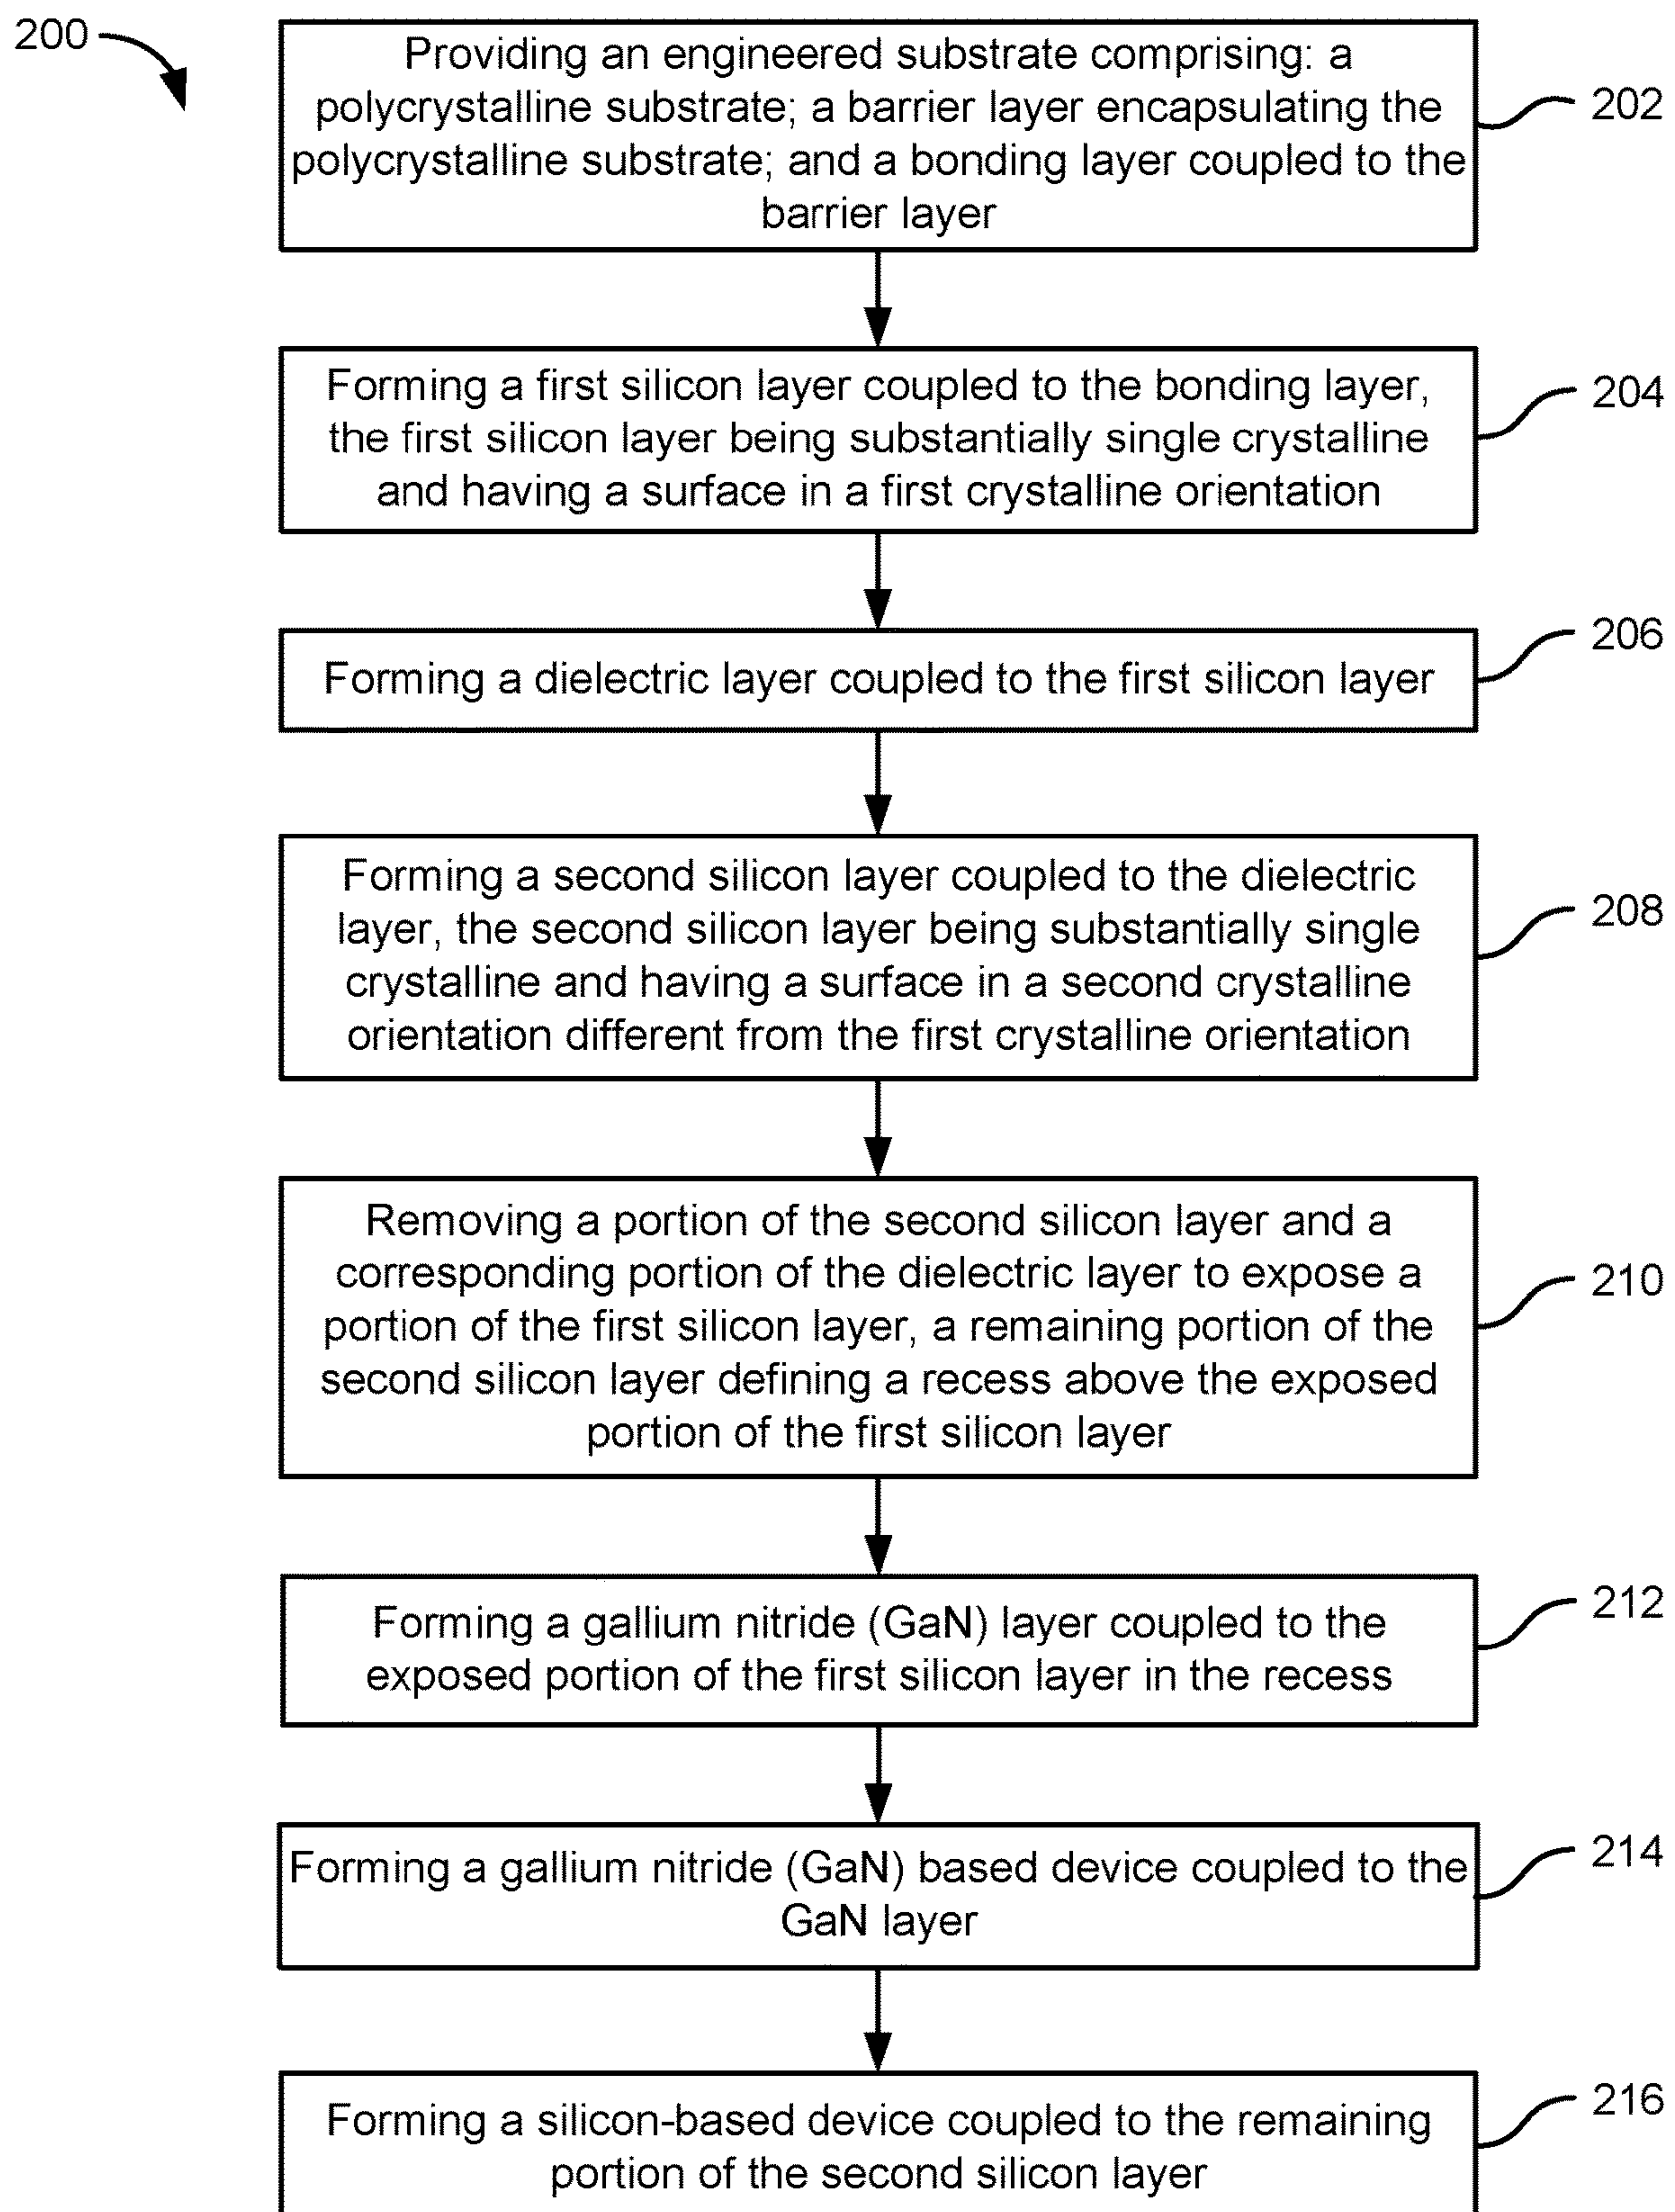 200
Providing an engineered substrate comprising: a
polycrystalline substrate; a barrier layer encapsulating the
polycrystalline substrate; and a bonding layer coupled to the
barrier layer
202
Forming a first silicon layer coupled to the bonding layer,
the first silicon layer being substantially single crystalline
and having a surface in a first crystalline orientation
204
Forming a dielectric layer coupled to the first silicon layer
206
Forming a second silicon layer coupled to the dielectric
layer, the second silicon layer being substantially single
crystalline and having a surface in a second crystalline
orientation different from the first crystalline orientation
208
Removing a portion of the second silicon layer and a
corresponding portion of the dielectric layer to expose a
portion of the first silicon layer, a remaining portion of the
second silicon layer defining a recess above the exposed
portion of the first silicon layer
210
Forming a gallium nitride (GaN) layer coupled to the
exposed portion of the first silicon layer in the recess
212
Forming a gallium nitride (GaN) based device coupled to the
GaN layer
214
Forming a silicon-based device coupled to the remaining
portion of the second silicon layer
216